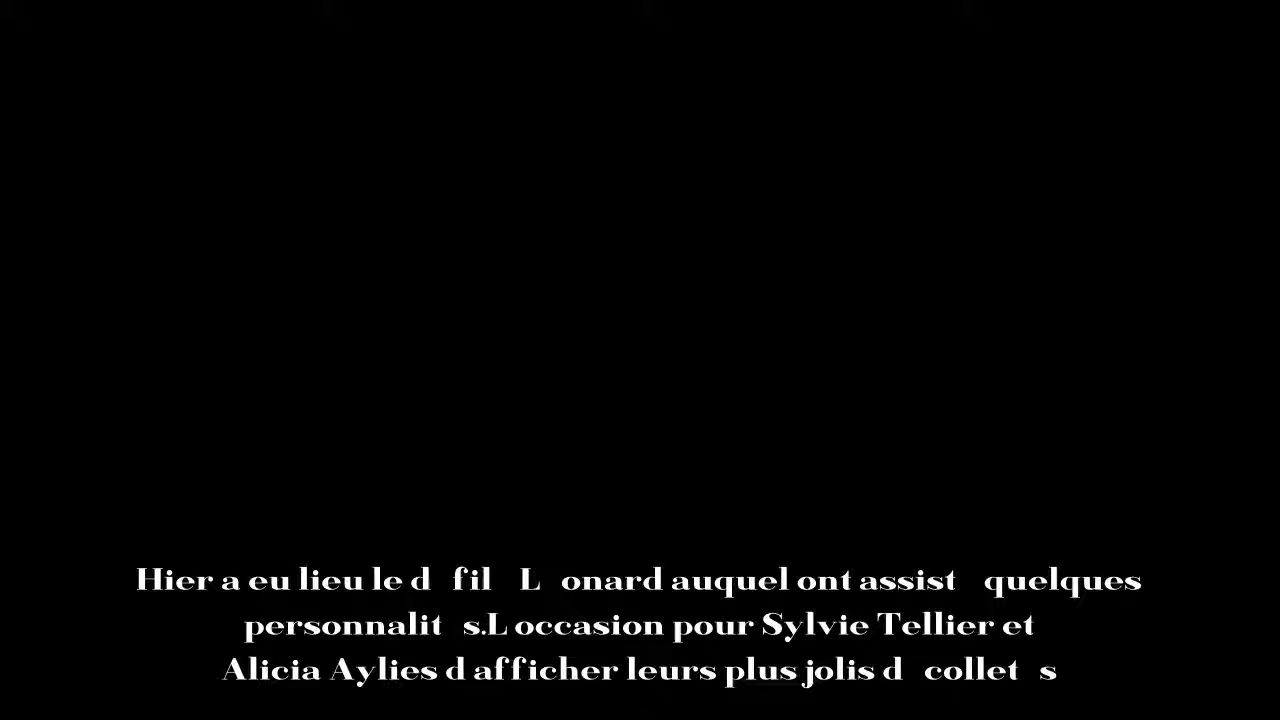 Hier a eu lieu le d fil L onard auquel ont assist quelques
personnalit s.L occasion pour Sylvie Tellier et
Alicia Aylies d afficher leurs plus jolis d collet s